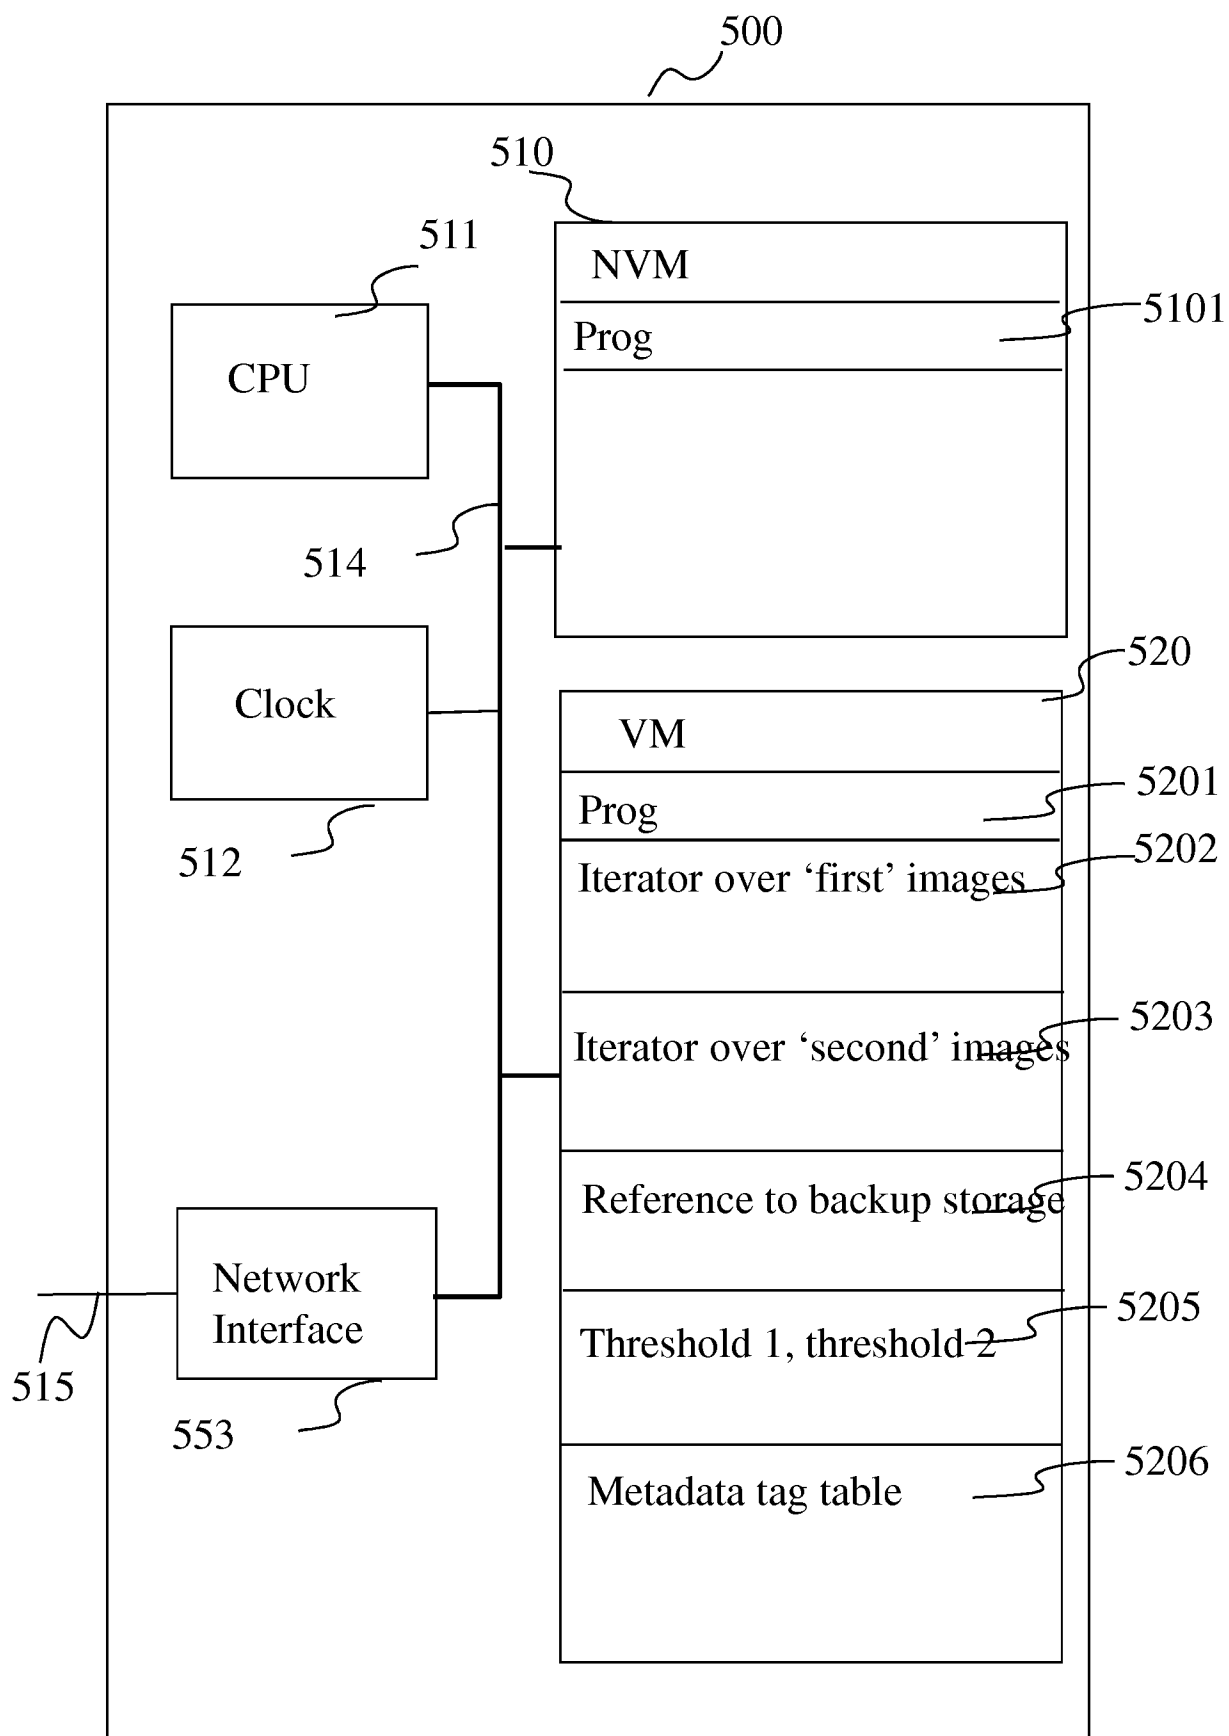 500
510
511
NVM
5101
Prog
CPU
514
520
Clock
VM
5201
Prog
512
5202
Iterator over ‘first’ images
5203
Iterator over ‘second’ images
5204
Reference to backup storage
Network
Interface
5205
Threshold 1, threshold 2
515
553
5206
Metadata tag table